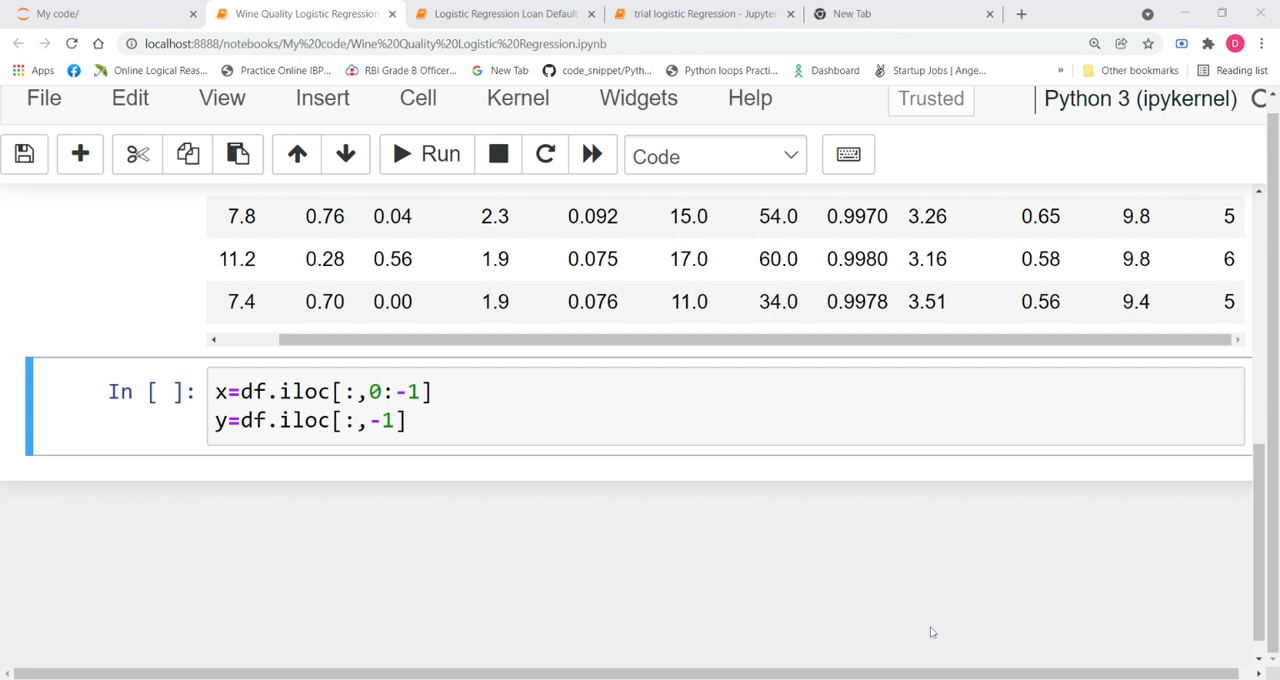 My code/ Wine Quality Logistic Regression Logistic Regression Loan Default trial logistic Regression - Jupyter New Tab
localhost:8888/notebooks/My%20code/Wine%20Quality%20Logistic%20Regression.ipynb D
Apps Online Logical Reas... Practice Online IBP... RBI Grade B Officer... New Tab code_snippet/Pyth... Python loops Practi... Dashboard Startup Jobs | Ange... » Other bookmarks Reading list
File Edit View Insert Cell Kernel Widgets Help Trusted Python 3 (ipykernel)
Run Code
7.8 0.76 0.04 2.3 0.092 15.0 54.0 0.9970 3.26 0.65 9.8 5
11.2 0.28 0.56 1.9 0.075 17.0 60.0 0.9980 3.16 0.58 9.8 6
7.4 0.70 0.00 1.9 0.076 11.0 34.0 0.9978 3.51 0.56 9.4 5
In [ ]: x=df.iloc[:,0:-1]
y=df.iloc[:,-1]